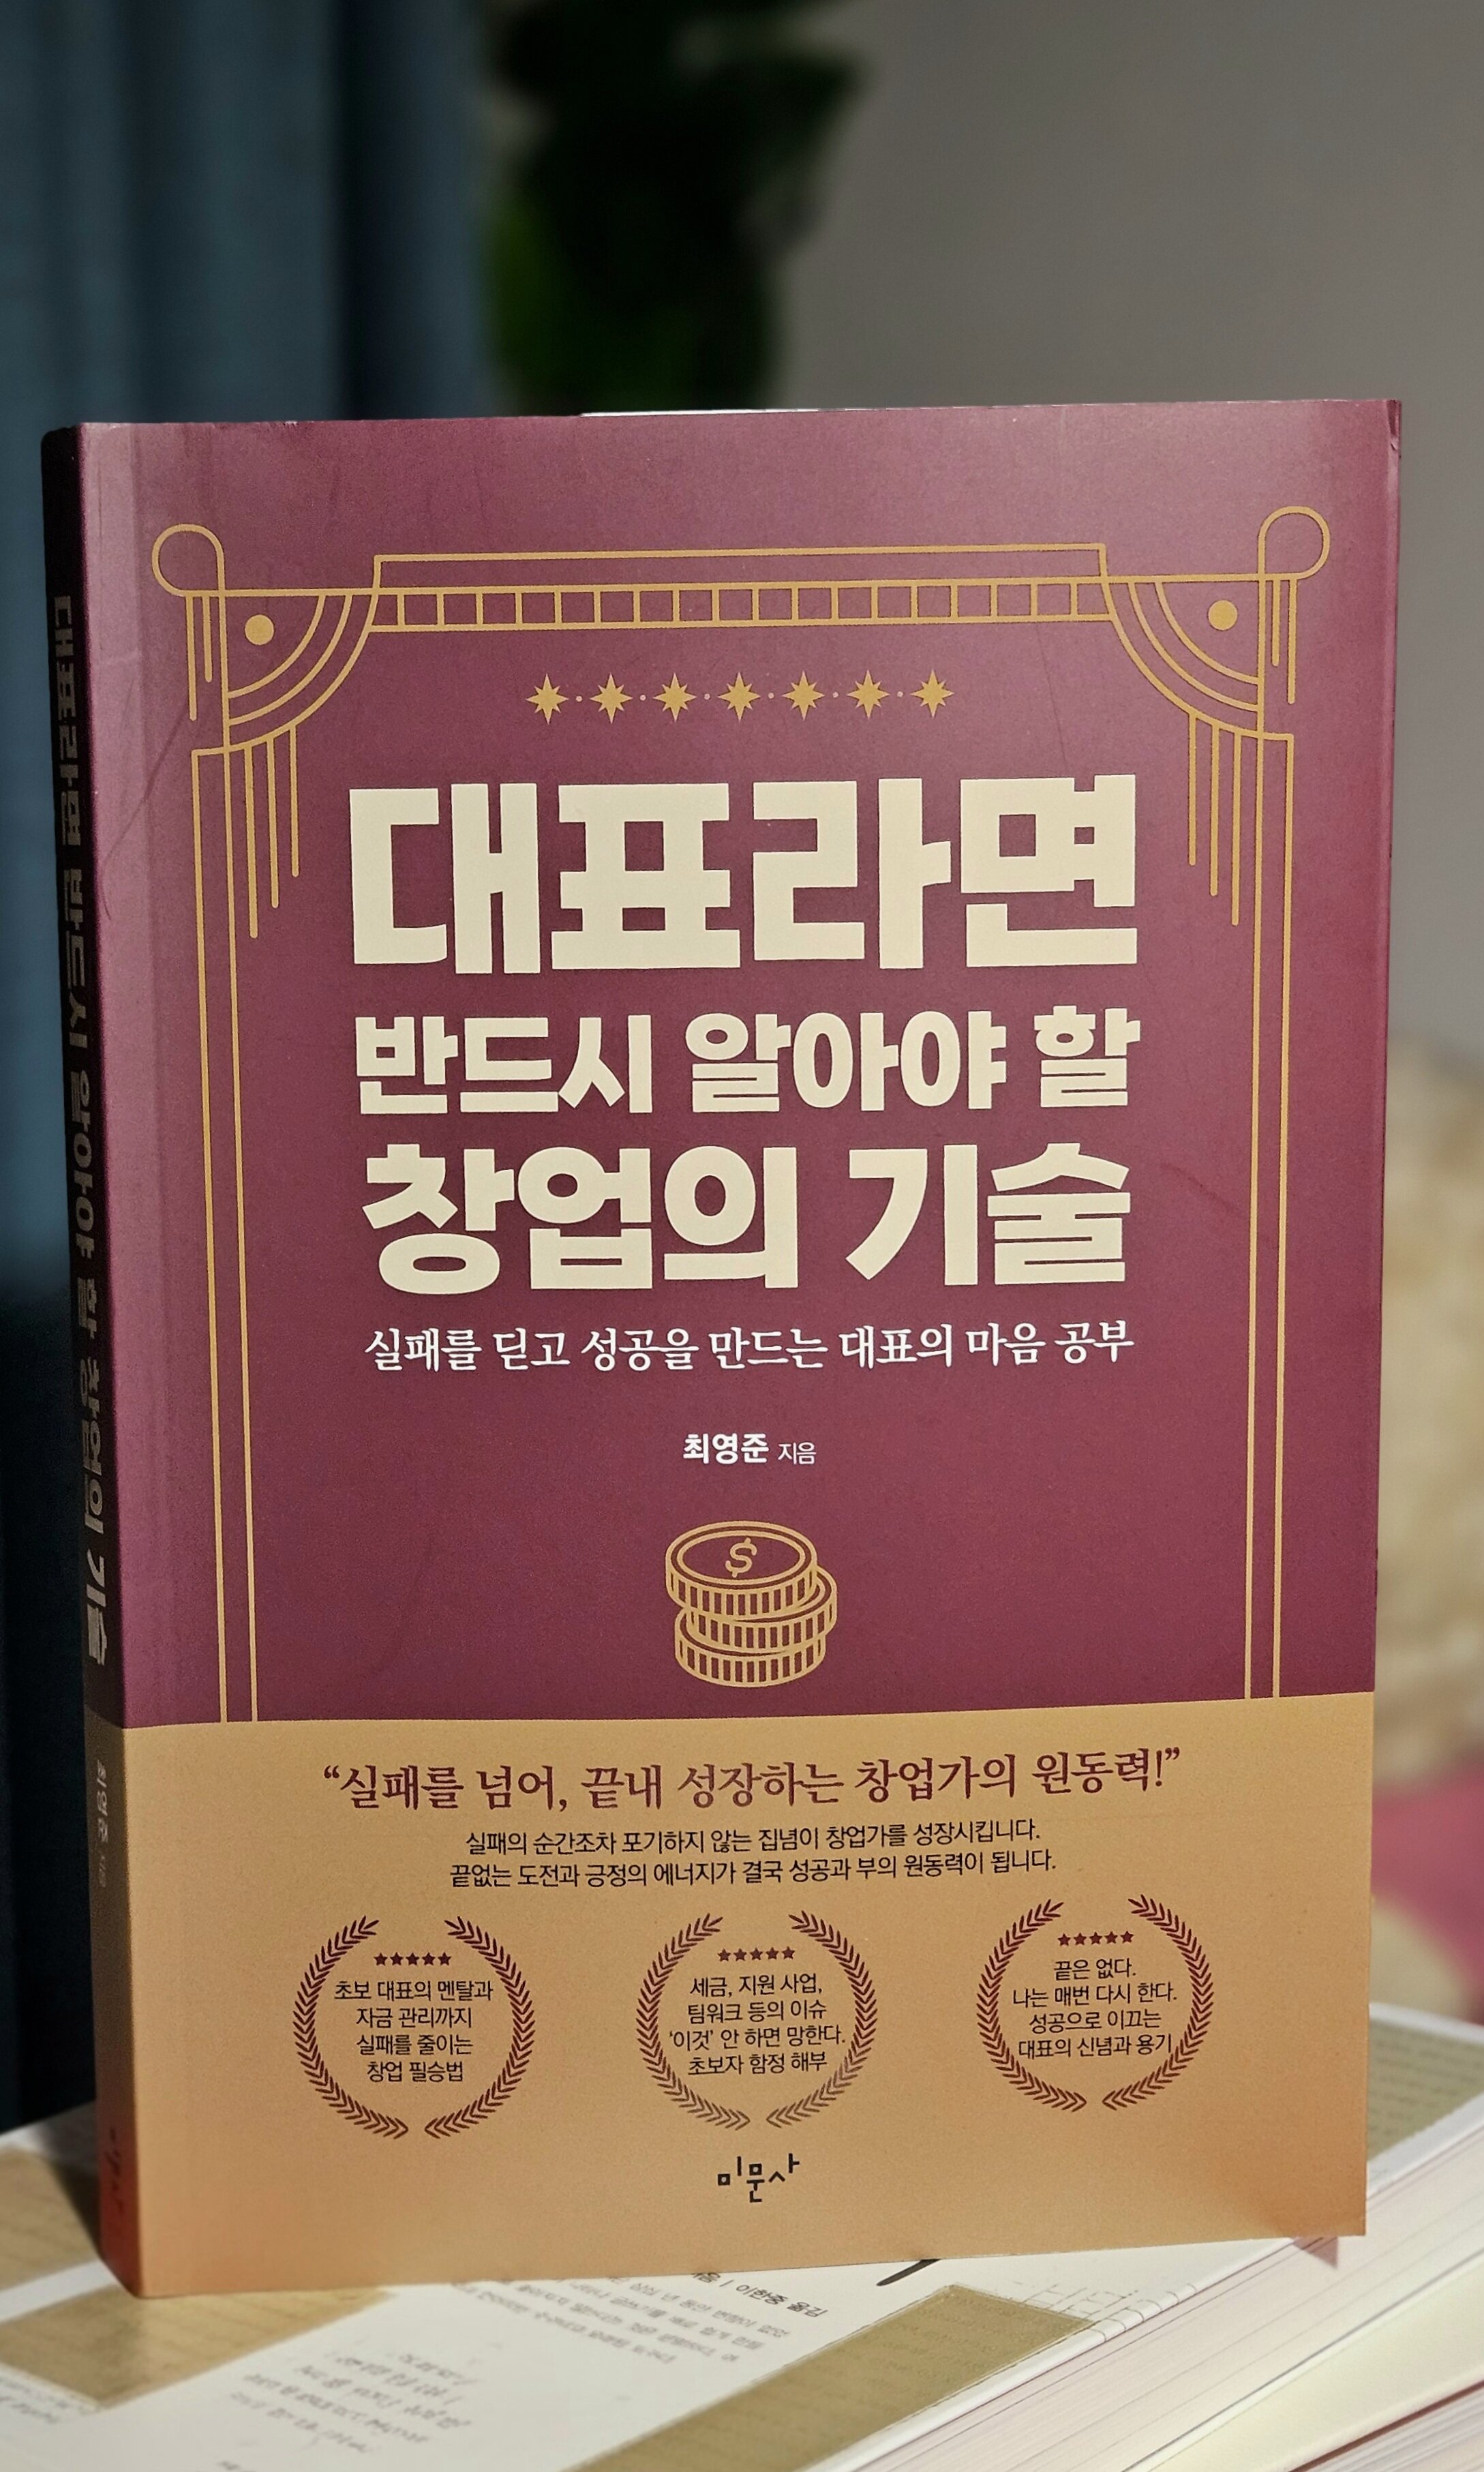 대표라면
반드시 알아야 할
창업의 기술
실패를 딛고 성공을 만드는 대표의 마음 공부
최영준 지음
$
“실패를 넘어, 끝내 성장하는 창업가의 원동력!”
실패의 순간조차 포기하지 않는 집념이 창업가를 성장시킵니다.
끝없는 도전과 긍정의 에너지가 결국 성공과 부의 원동력이 됩니다.
초보 대표의 멘탈과
자금 관리까지
실패를 줄이는
창업 필승법
세금, 지원 사업,
팀워크 등의 이슈
‘이것’ 안 하면 망한다.
초보자 함정 해부
끝은 없다.
나는 매번 다시 한다.
성공으로 이끄는
대표의 신념과 용기
미문사
대표라면 반드시 알아야 할 창업의 기술
최영준 지음